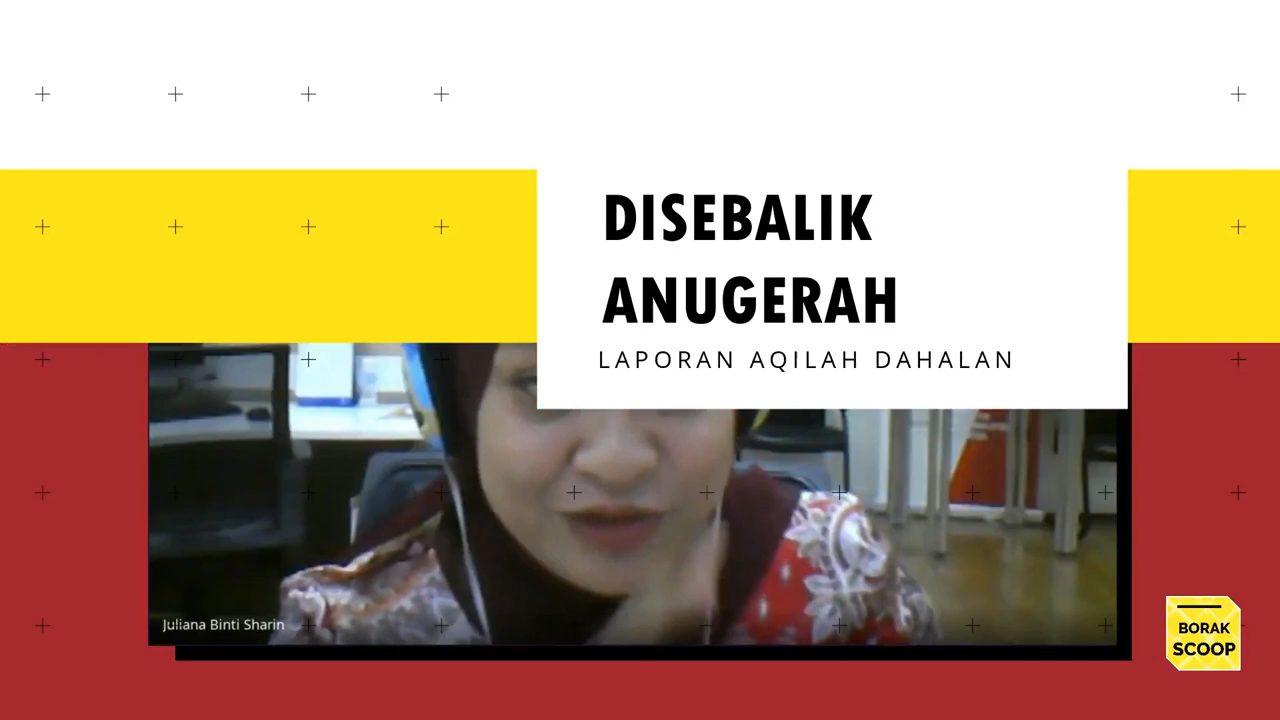 DISEBALIK
ANUGERAH
LAPORAN AQILAH DAHALAN
Juliana Binti Sharin
BORAK
SCOOP